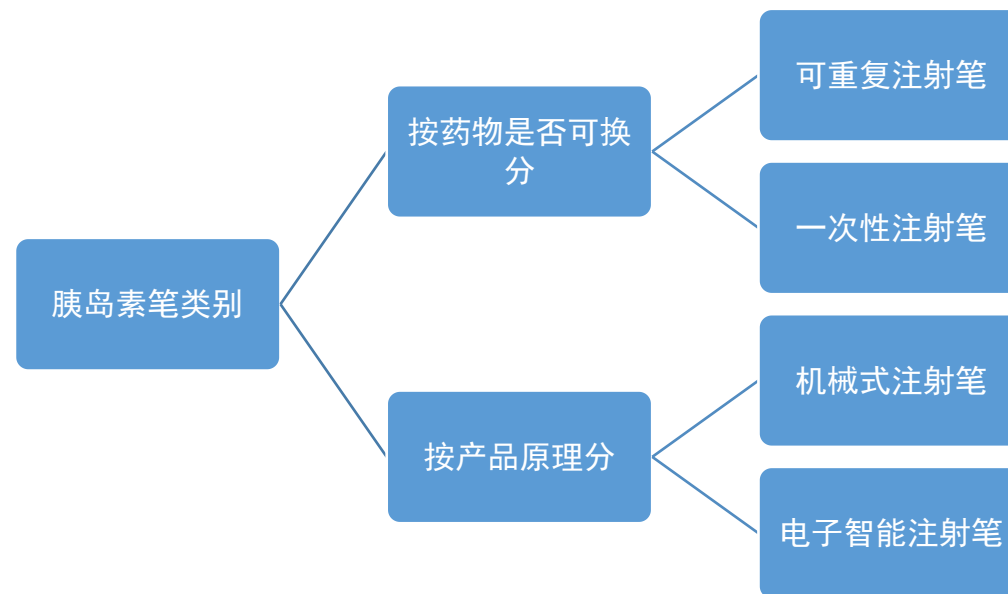 胰岛素笔类别
按药物是否可换
分
按产品原理分
可重复注射笔
一次性注射笔
机械式注射笔
电子智能注射笔